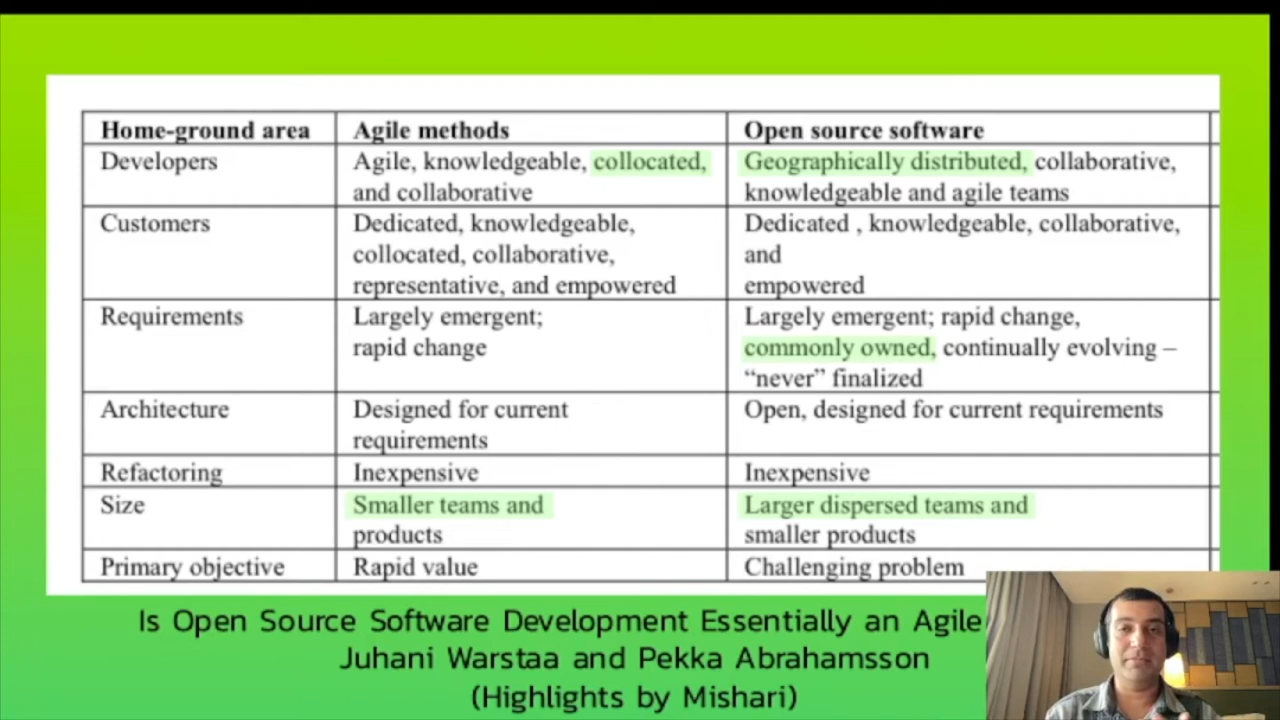 Home-ground area Agile methods Open source software
Developers Agile, knowledgeable, collocated, Geographically distributed, collaborative,
and collaborative knowledgeable and agile teams
Customers Dedicated, knowledgeable, Dedicated , knowledgeable, collaborative,
collocated, collaborative, and
representative, and empowered empowered
Requirements Largely emergent; Largely emergent; rapid change,
rapid change commonly owned, continually evolving –
“never” finalized
Architecture Designed for current Open, designed for current requirements
requirements
Refactoring Inexpensive Inexpensive
Size Smaller teams and Larger dispersed teams and
products smaller products
Primary objective Rapid value Challenging problem
Is Open Source Software Development Essentially an Agile
Juhani Warstaa and Pekka Abrahamsson
(Highlights by Mishari)